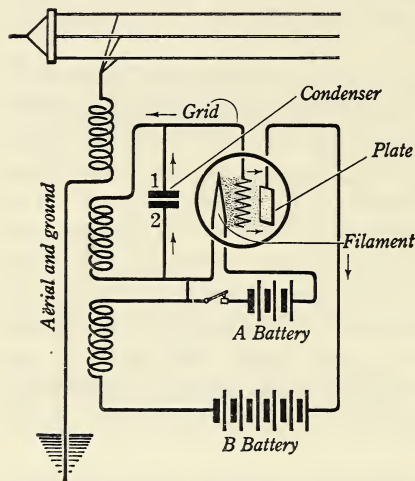 Grid
Condenser
Plate
1
2
Filament
Aërial and ground
A Battery
B Battery